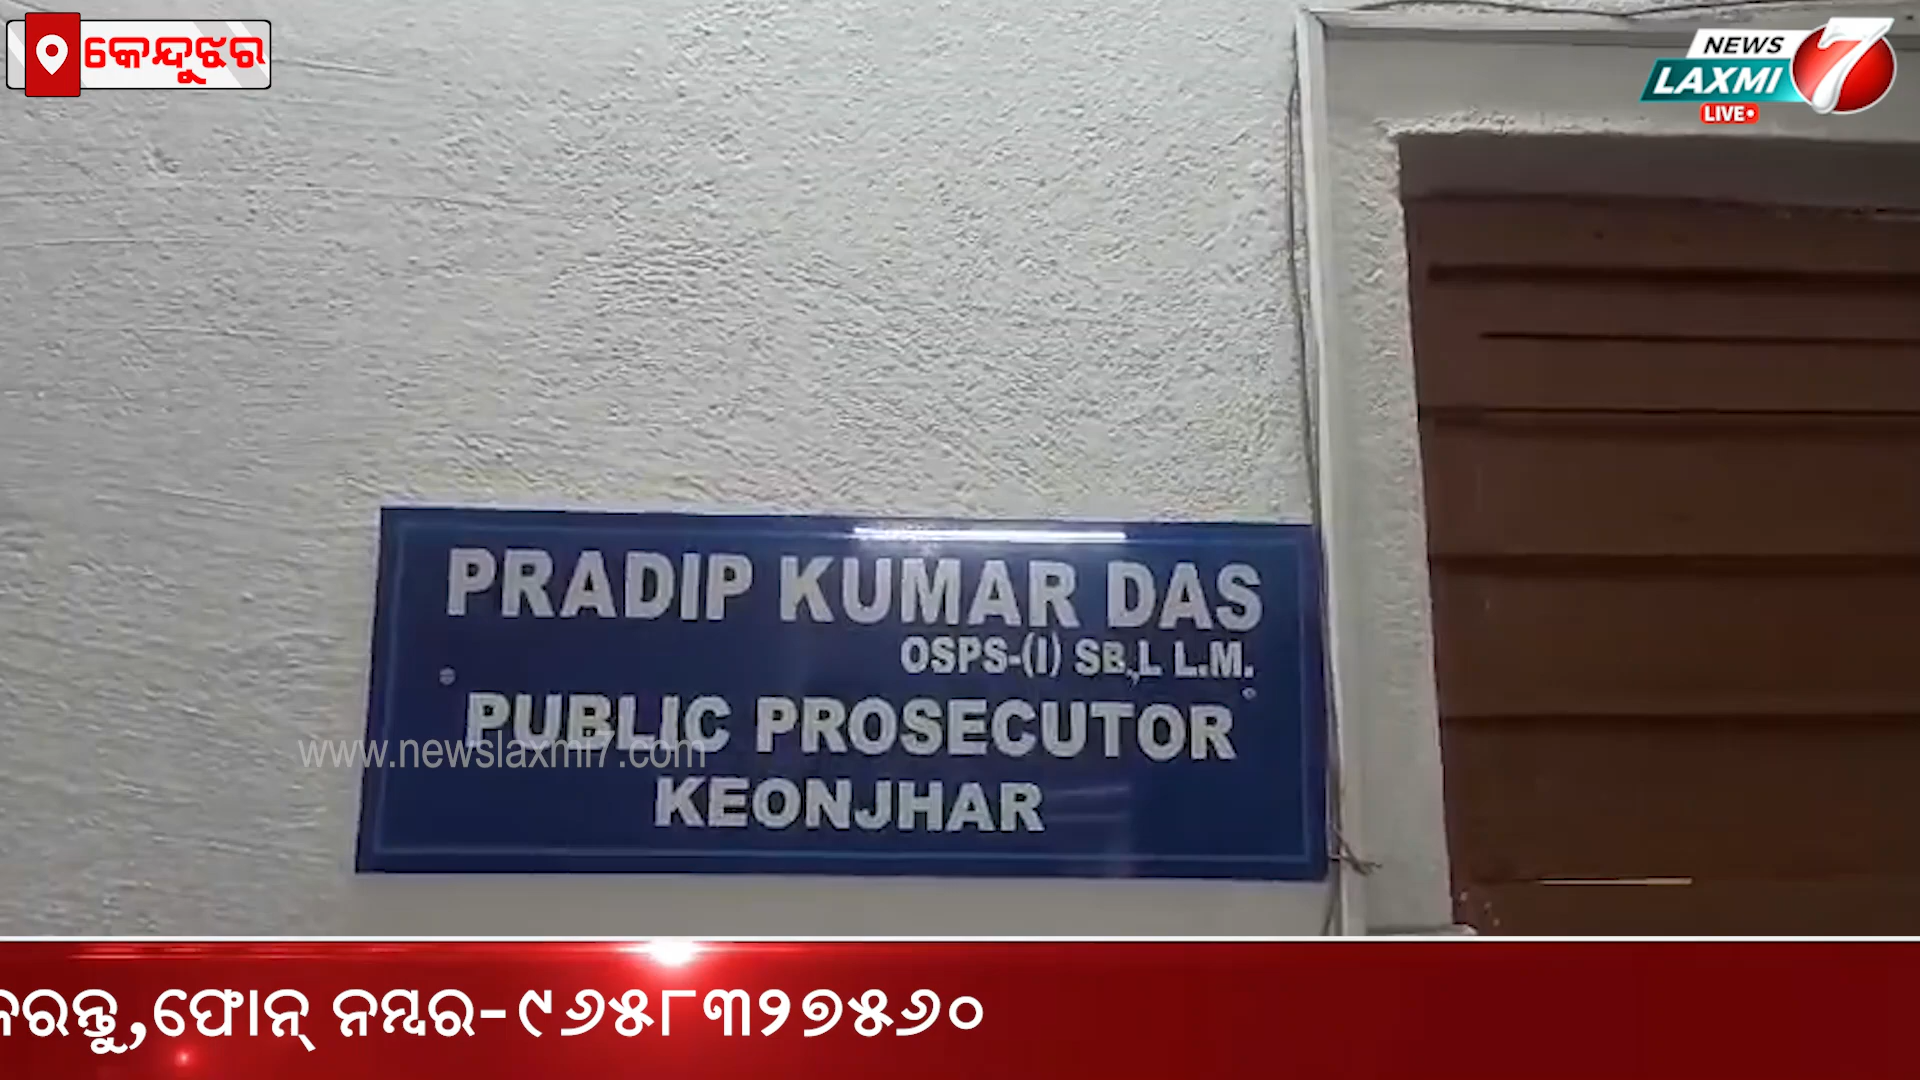 କେନ୍ଦୁଝର
NEWS
LAXMI 7
LIVE
PRADIP KUMAR DAS
OSPS-(I) SB,L L.M.
PUBLIC PROSECUTOR
www.newslaxmi7.com
KEONJHAR
କରନ୍ତୁ,ଫୋନ୍ ନମ୍ବର-୯୬୫୮୩୨୭୫୬୦